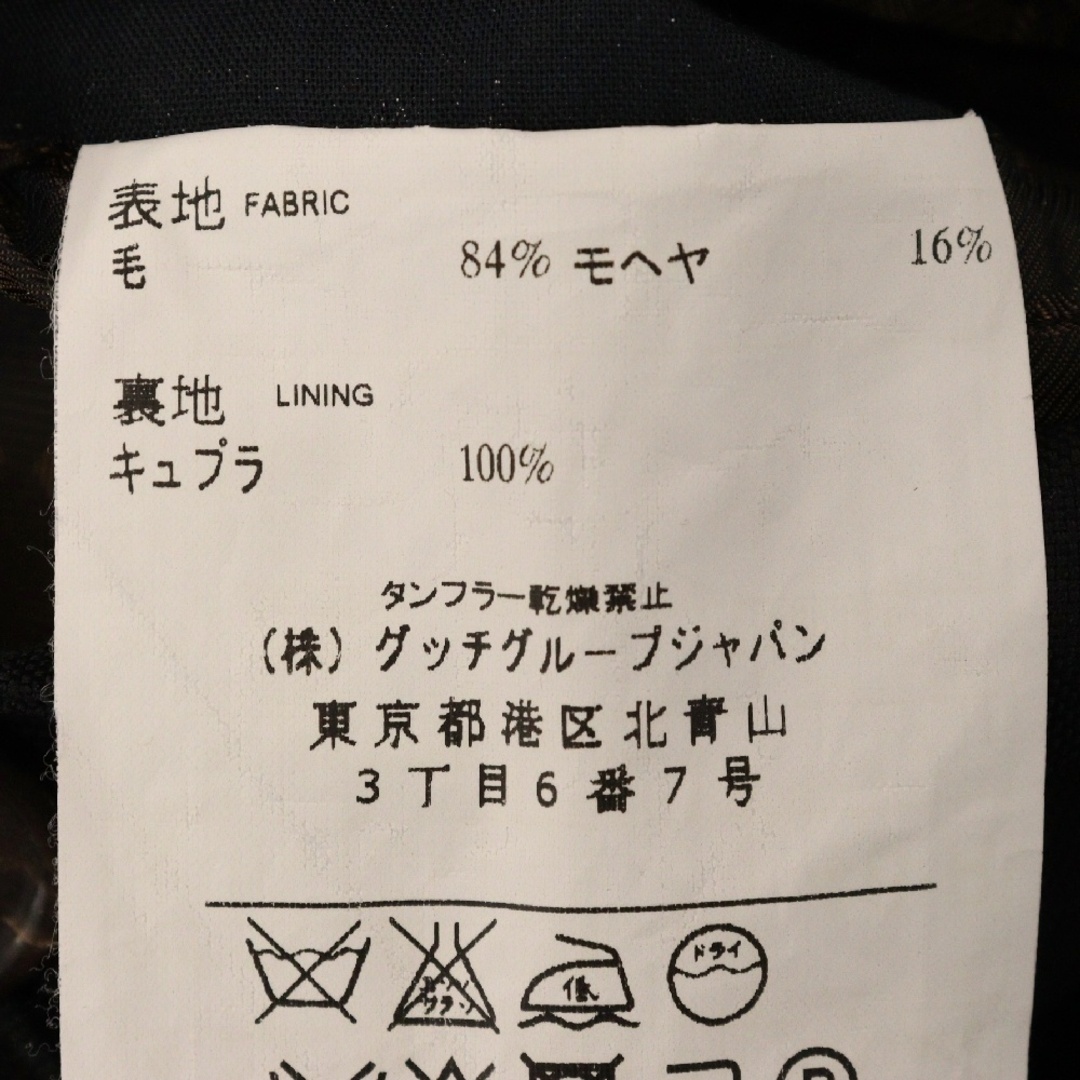 表地 FABRIC
毛 84% モヘヤ 16%
裏地 LINING
キュプラ 100%
タンブラー乾燥禁止
(株)グッチグループジャパン
東京都港区北青山
3丁目6番7号
低 ドライ